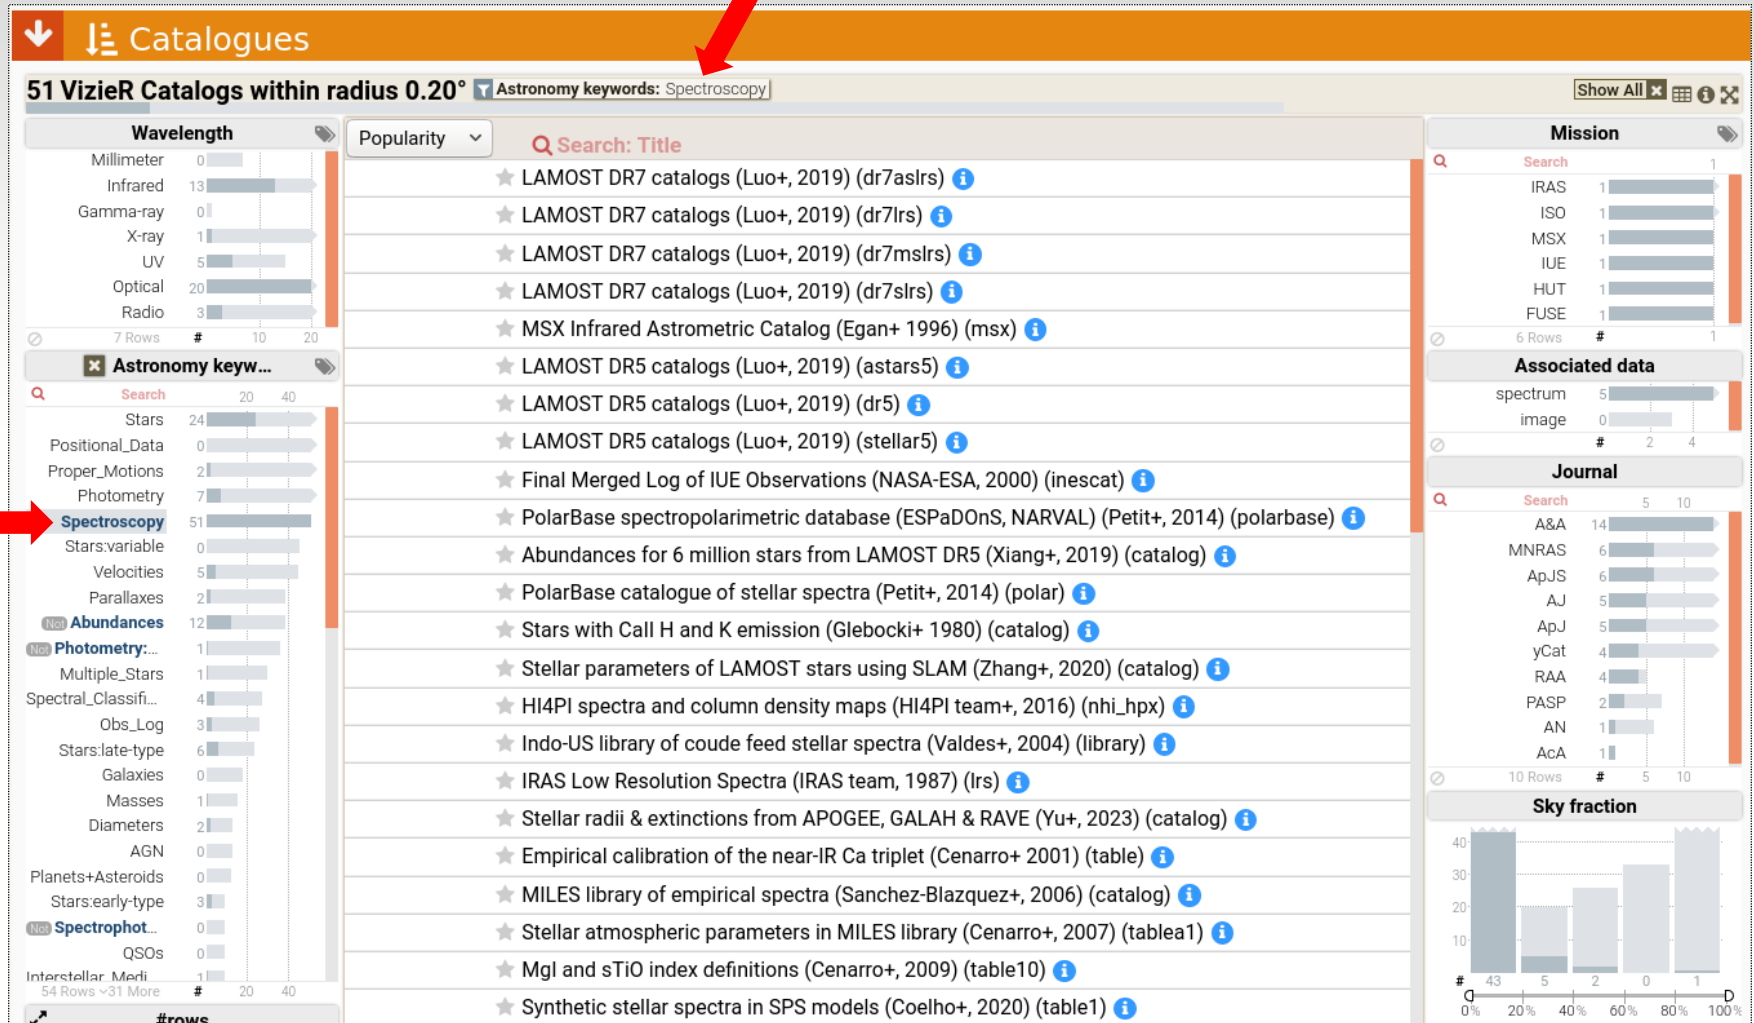 Catalogues
51 VizieR Catalogs within radius 0.20° Astronomy keywords: Spectroscopy Show All
Wavelength
Millimeter 0
Infrared 13
Gamma-ray 0
X-ray 1
UV 5
Optical 20
Radio 3
7 Rows # 10 20
Astronomy keyw...
Search 20 40
Stars 24
Positional_Data 0
Proper_Motions 2
Photometry 7
Spectroscopy 51
Stars:variable 0
Velocities 5
Parallaxes 2
Not Abundances 12
Not Photometry:... 1
Multiple_Stars 1
Spectral_Classifi... 4
Obs_Log 3
Stars:late-type 6
Galaxies 0
Masses 1
Diameters 2
AGN 0
Planets+Asteroids 0
Stars:early-type 3
Not Spectrophot... 0
QSOs 0
Interstellar_Medi... 1
54 Rows 31 More # 20 40
#rows
Popularity Search: Title
LAMOST DR7 catalogs (Luo+, 2019) (dr7aslrs)
LAMOST DR7 catalogs (Luo+, 2019) (dr7lrs)
LAMOST DR7 catalogs (Luo+, 2019) (dr7mslrs)
LAMOST DR7 catalogs (Luo+, 2019) (dr7slrs)
MSX Infrared Astrometric Catalog (Egan+ 1996) (msx)
LAMOST DR5 catalogs (Luo+, 2019) (astars5)
LAMOST DR5 catalogs (Luo+, 2019) (dr5)
LAMOST DR5 catalogs (Luo+, 2019) (stellar5)
Final Merged Log of IUE Observations (NASA-ESA, 2000) (inescat)
PolarBase spectropolarimetric database (ESPaDOnS, NARVAL) (Petit+, 2014) (polarbase)
Abundances for 6 million stars from LAMOST DR5 (Xiang+, 2019) (catalog)
PolarBase catalogue of stellar spectra (Petit+, 2014) (polar)
Stars with CaII H and K emission (Glebocki+ 1980) (catalog)
Stellar parameters of LAMOST stars using SLAM (Zhang+, 2020) (catalog)
HI4PI spectra and column density maps (HI4PI team+, 2016) (nhi_hpx)
Indo-US library of coude feed stellar spectra (Valdes+, 2004) (library)
IRAS Low Resolution Spectra (IRAS team, 1987) (lrs)
Stellar radii & extinctions from APOGEE, GALAH & RAVE (Yu+, 2023) (catalog)
Empirical calibration of the near-IR Ca triplet (Cenarro+ 2001) (table)
MILES library of empirical spectra (Sanchez-Blazquez+, 2006) (catalog)
Stellar atmospheric parameters in MILES library (Cenarro+, 2007) (tablea1)
MgI and sTiO index definitions (Cenarro+, 2009) (table10)
Synthetic stellar spectra in SPS models (Coelho+, 2020) (table1)
Mission
Search 1
IRAS 1
ISO 1
MSX 1
IUE 1
HUT 1
FUSE 1
6 Rows # 1
Associated data
spectrum 5
image 0
# 2 4
Journal
Search 5 10
A&A 14
MNRAS 6
ApJS 6
AJ 5
ApJ 5
yCat 4
RAA 4
PASP 2
AN 1
AcA 1
10 Rows # 5 10
Sky fraction
40
30
20
10
# 43 5 2 0 1
0% 20% 40% 60% 80% 100%